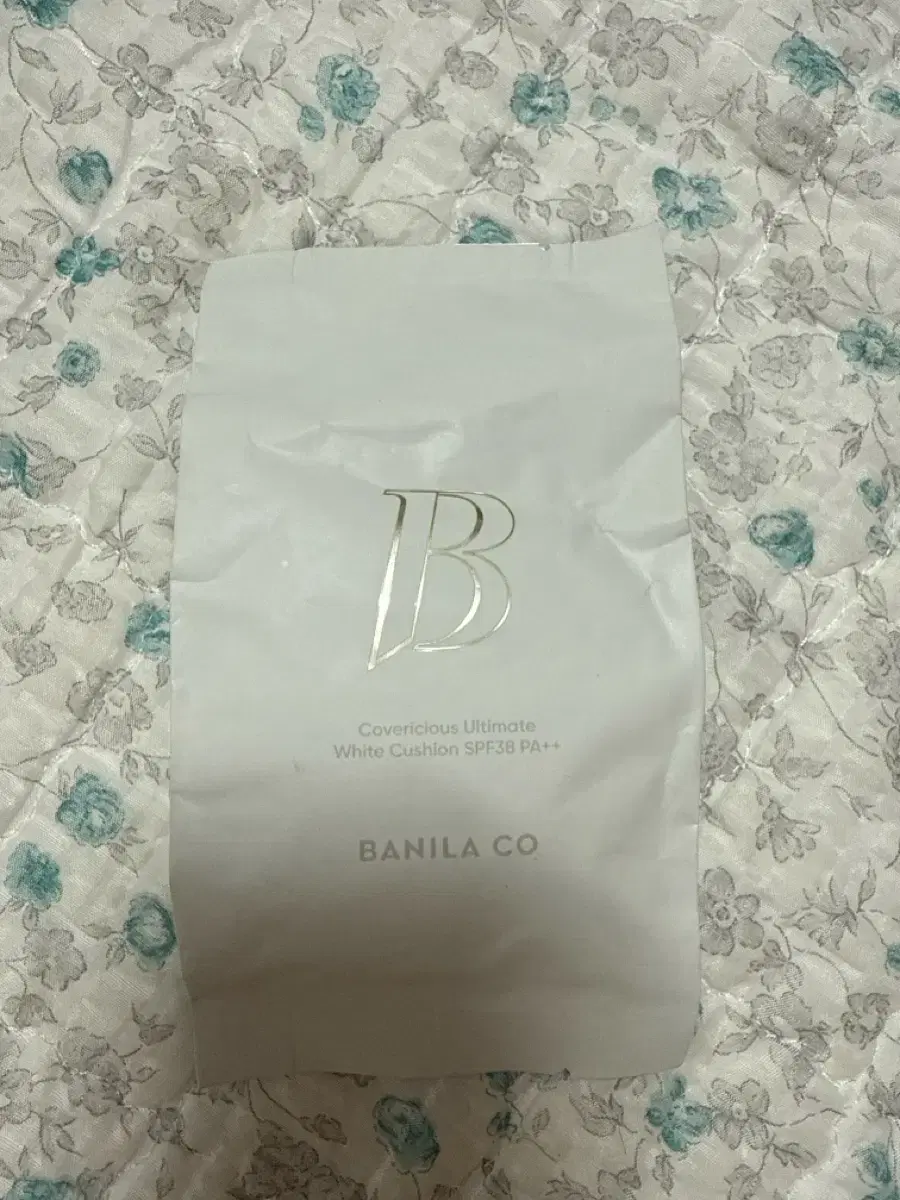 B
Covericious Ultimate
White Cushion SPF38 PA++
BANILA CO